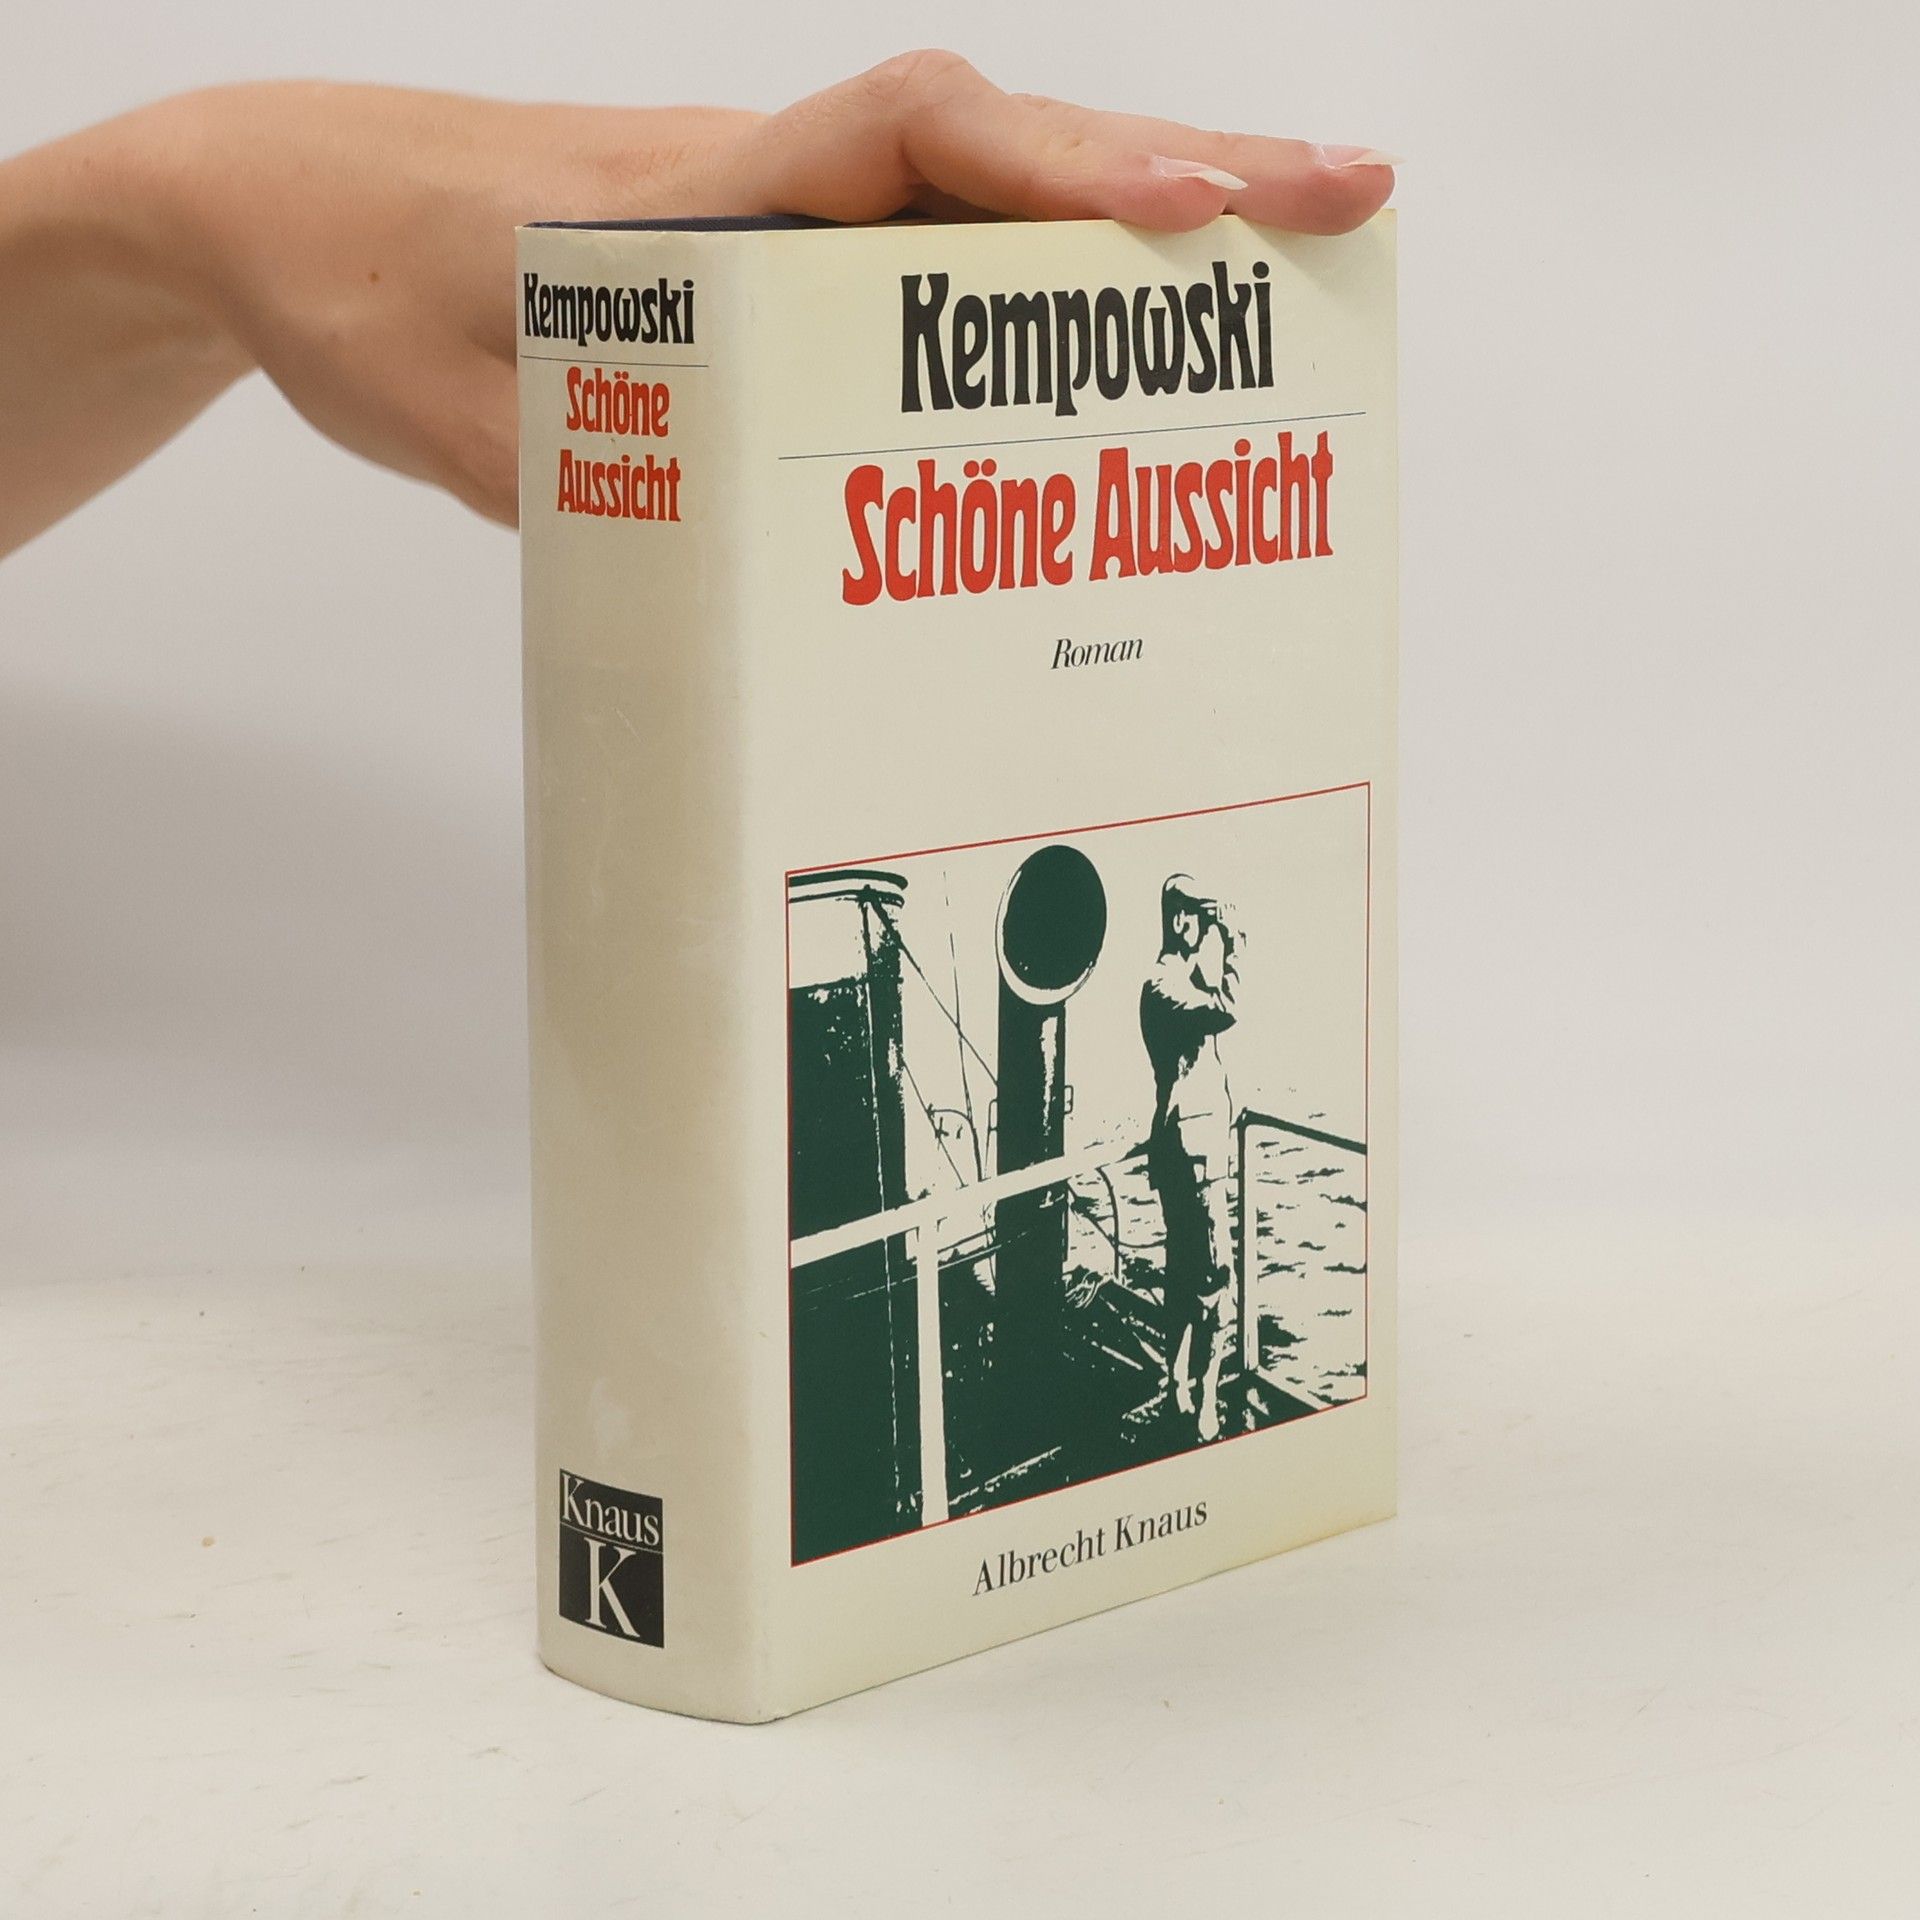 Kempowski
Schöne
Aussicht
Knaus
K
Kempowski
Schöne Aussicht
Roman
Albrecht Knaus